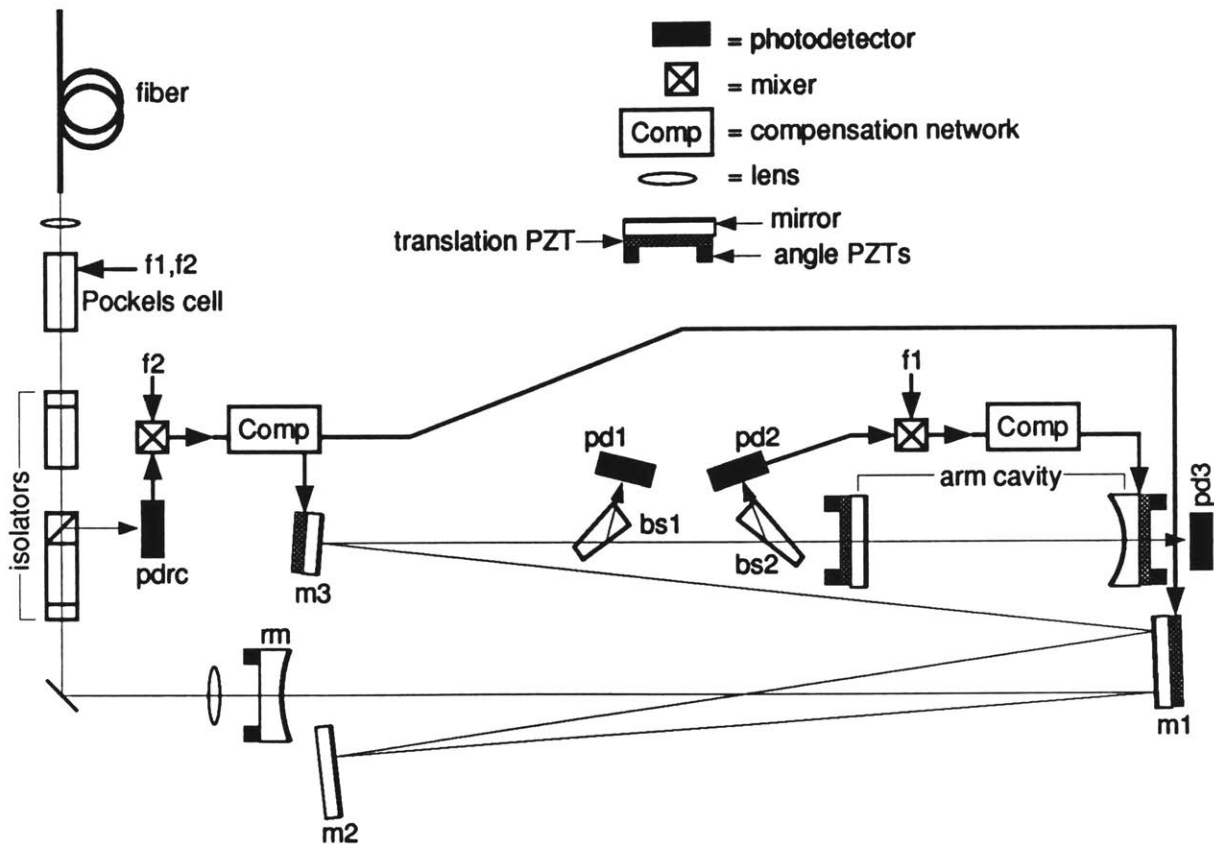 = photodetector
fiber
= mixer
Comp
= compensation network
= lens
mirror
translation PZT
angle PZTs
f1,f2
Pockels cell
f2
f1
Comp
pd1
pd2
Comp
arm cavity
pd3
isolators
bs1
bs2
pdrc
m3
rm
m1
m2